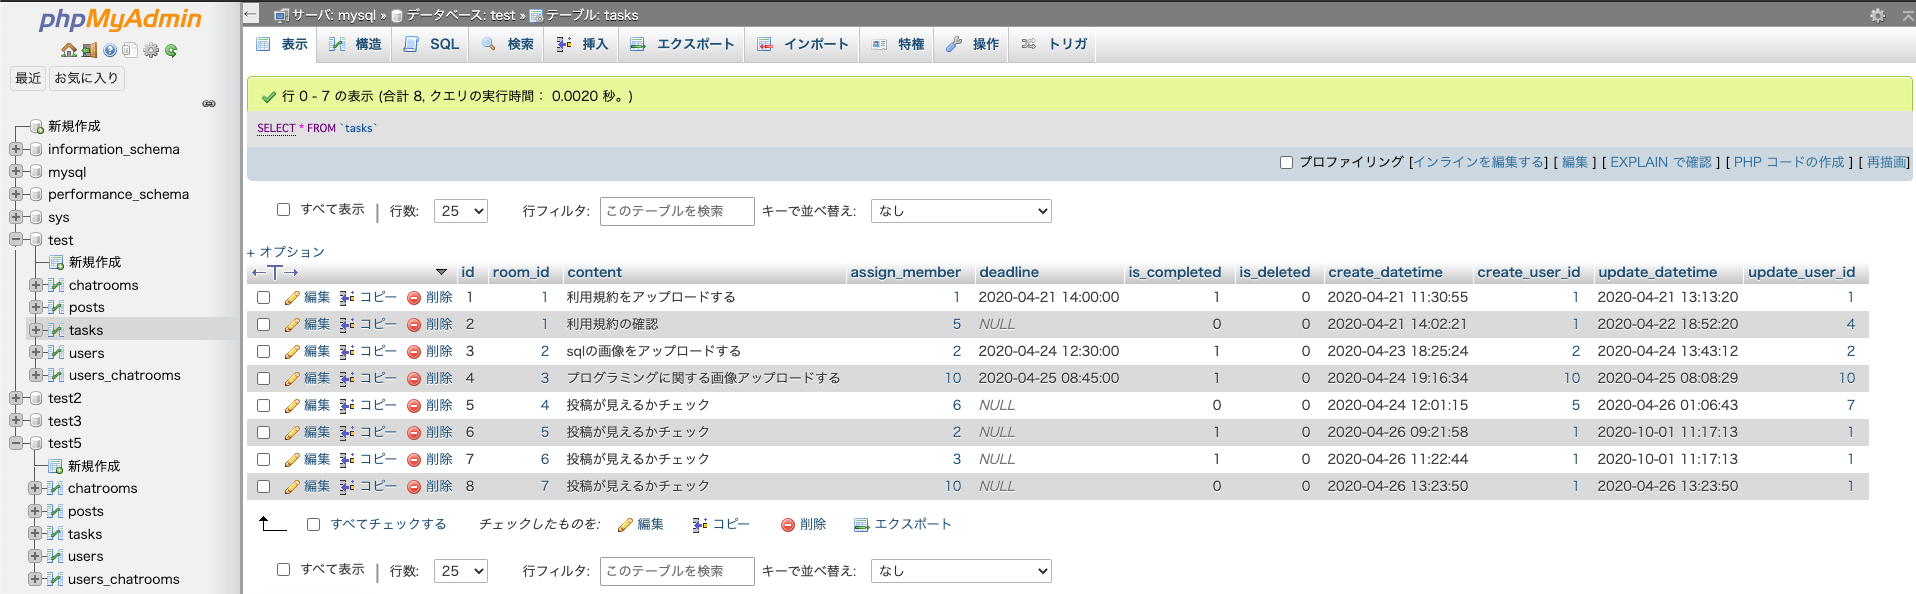 phpMyAdmin
最近 お気に入り
新規作成
information_schema
mysql
performance_schema
sys
test
新規作成
chatrooms
posts
tasks
users
users_chatrooms
test2
test3
test5
新規作成
chatrooms
posts
tasks
users
users_chatrooms
サーバ: mysql » データベース: test » テーブル: tasks
表示 構造 SQL 検索 挿入 エクスポート インポート 特権 操作 トリガ
行 0 - 7 の表示 (合計 8, クエリの実行時間： 0.0020 秒。)
SELECT * FROM `tasks`
プロファイリング [インラインを編集する] [ 編集 ] [ EXPLAIN で確認 ] [ PHP コードの作成 ] [ 再描画]
すべて表示 | 行数: 25 行フィルタ: このテーブルを検索 キーで並べ替え: なし
+ オプション
←T→ id room_id content assign_member deadline is_completed is_deleted create_datetime create_user_id update_datetime update_user_id
編集 コピー 削除 1 1 利用規約をアップロードする 1 2020-04-21 14:00:00 1 0 2020-04-21 11:30:55 1 2020-04-21 13:13:20 1
編集 コピー 削除 2 1 利用規約の確認 5 NULL 0 0 2020-04-21 14:02:21 1 2020-04-22 18:52:20 4
編集 コピー 削除 3 2 sqlの画像をアップロードする 2 2020-04-24 12:30:00 1 0 2020-04-23 18:25:24 2 2020-04-24 13:43:12 2
編集 コピー 削除 4 3 プログラミングに関する画像アップロードする 10 2020-04-25 08:45:00 1 0 2020-04-24 19:16:34 10 2020-04-25 08:08:29 10
編集 コピー 削除 5 4 投稿が見えるかチェック 6 NULL 0 0 2020-04-24 12:01:15 5 2020-04-26 01:06:43 7
編集 コピー 削除 6 5 投稿が見えるかチェック 2 NULL 1 0 2020-04-26 09:21:58 1 2020-10-01 11:17:13 1
編集 コピー 削除 7 6 投稿が見えるかチェック 3 NULL 1 0 2020-04-26 11:22:44 1 2020-10-01 11:17:13 1
編集 コピー 削除 8 7 投稿が見えるかチェック 10 NULL 0 0 2020-04-26 13:23:50 1 2020-04-26 13:23:50 1
すべてチェックする チェックしたものを: 編集 コピー 削除 エクスポート
すべて表示 | 行数: 25 行フィルタ: このテーブルを検索 キーで並べ替え: なし